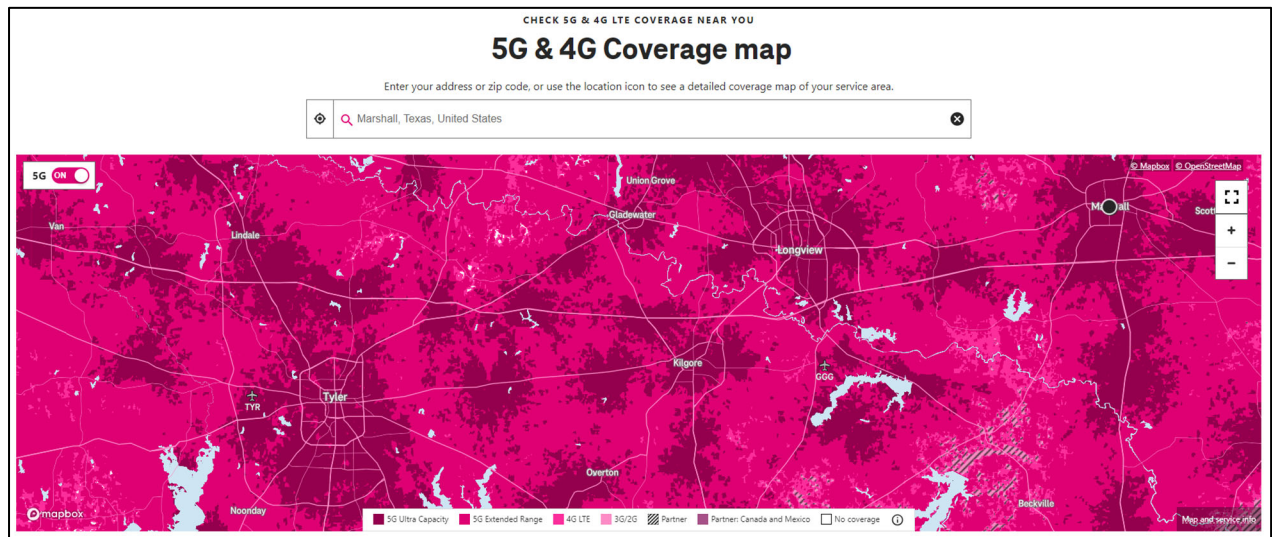 CHECK 5G & 4G LTE COVERAGE NEAR YOU
5G & 4G Coverage map
Enter your address or zip code, or use the location icon to see a detailed coverage map of your service area.
Marshall, Texas, United States
5G ON
© Mapbox © OpenStreetMap
Union Grove
Gladewater
Van
Lindale
Longview
Kilgore
GGG
TYR
Tyler
Overton
Noonday
Beckville
mapbox
5G Ultra Capacity 5G Extended Range 4G LTE 3G/2G Partner Partner: Canada and Mexico No coverage
Map and service info